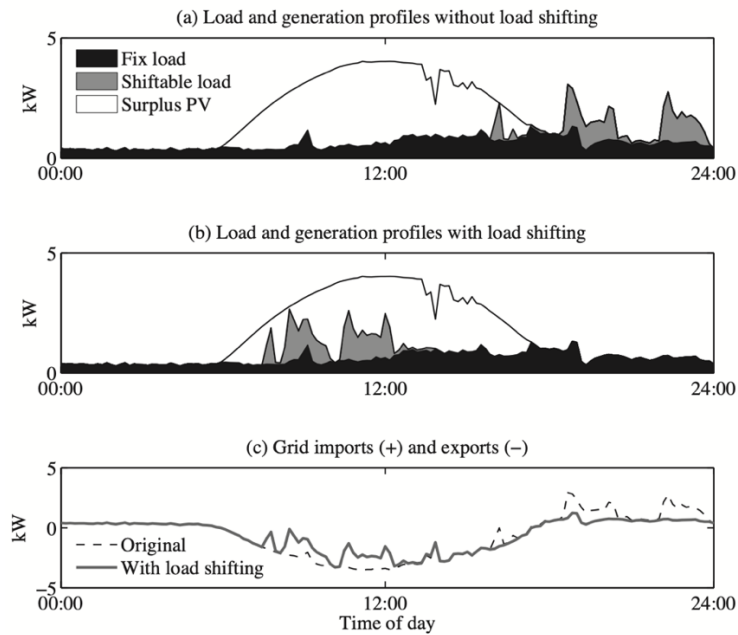 (a) Load and generation profiles without load shifting
5
kW
0
Fix load
Shiftable load
Surplus PV
00:00 12:00 24:00
(b) Load and generation profiles with load shifting
5
kW
0
00:00 12:00 24:00
(c) Grid imports (+) and exports (−)
5
kW
0
−5
Original
With load shifting
00:00 12:00 24:00
Time of day